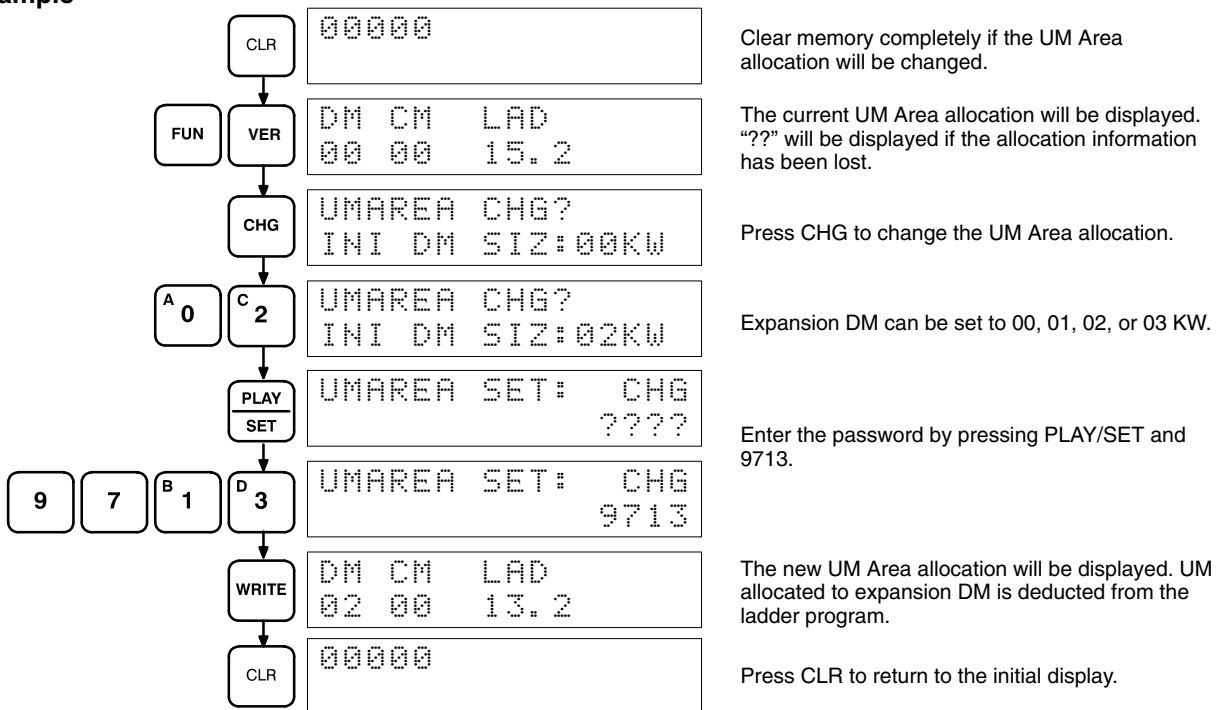 CLR
00000
Clear memory completely if the UM Area
allocation will be changed.
FUN VER
DM CM LAD
00 00 15.2
The current UM Area allocation will be displayed.
“??” will be displayed if the allocation information
has been lost.
CHG
UMAREA CHG?
INI DM SIZ:00KW
Press CHG to change the UM Area allocation.
A 0 C 2
UMAREA CHG?
INI DM SIZ:02KW
Expansion DM can be set to 00, 01, 02, or 03 KW.
PLAY
SET
UMAREA SET: CHG
????
Enter the password by pressing PLAY/SET and
9713.
9 7 B 1 D 3
UMAREA SET: CHG
9713
WRITE
DM CM LAD
02 00 13.2
The new UM Area allocation will be displayed. UM
allocated to expansion DM is deducted from the
ladder program.
CLR
00000
Press CLR to return to the initial display.